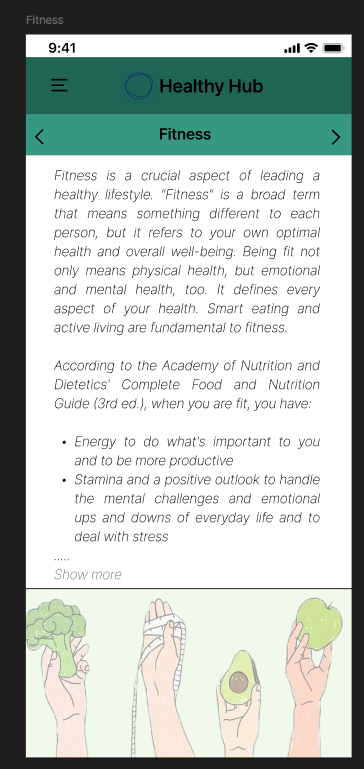 Fitness
9:41
Healthy Hub
Fitness
Fitness is a crucial aspect of leading a
healthy lifestyle. "Fitness" is a broad term
that means something different to each
person, but it refers to your own optimal
health and overall well-being. Being fit not
only means physical health, but emotional
and mental health, too. It defines every
aspect of your health. Smart eating and
active living are fundamental to fitness.
According to the Academy of Nutrition and
Dietetics' Complete Food and Nutrition
Guide (3rd ed.), when you are fit, you have:
• Energy to do what's important to you
and to be more productive
• Stamina and a positive outlook to handle
the mental challenges and emotional
ups and downs of everyday life and to
deal with stress
.....
Show more